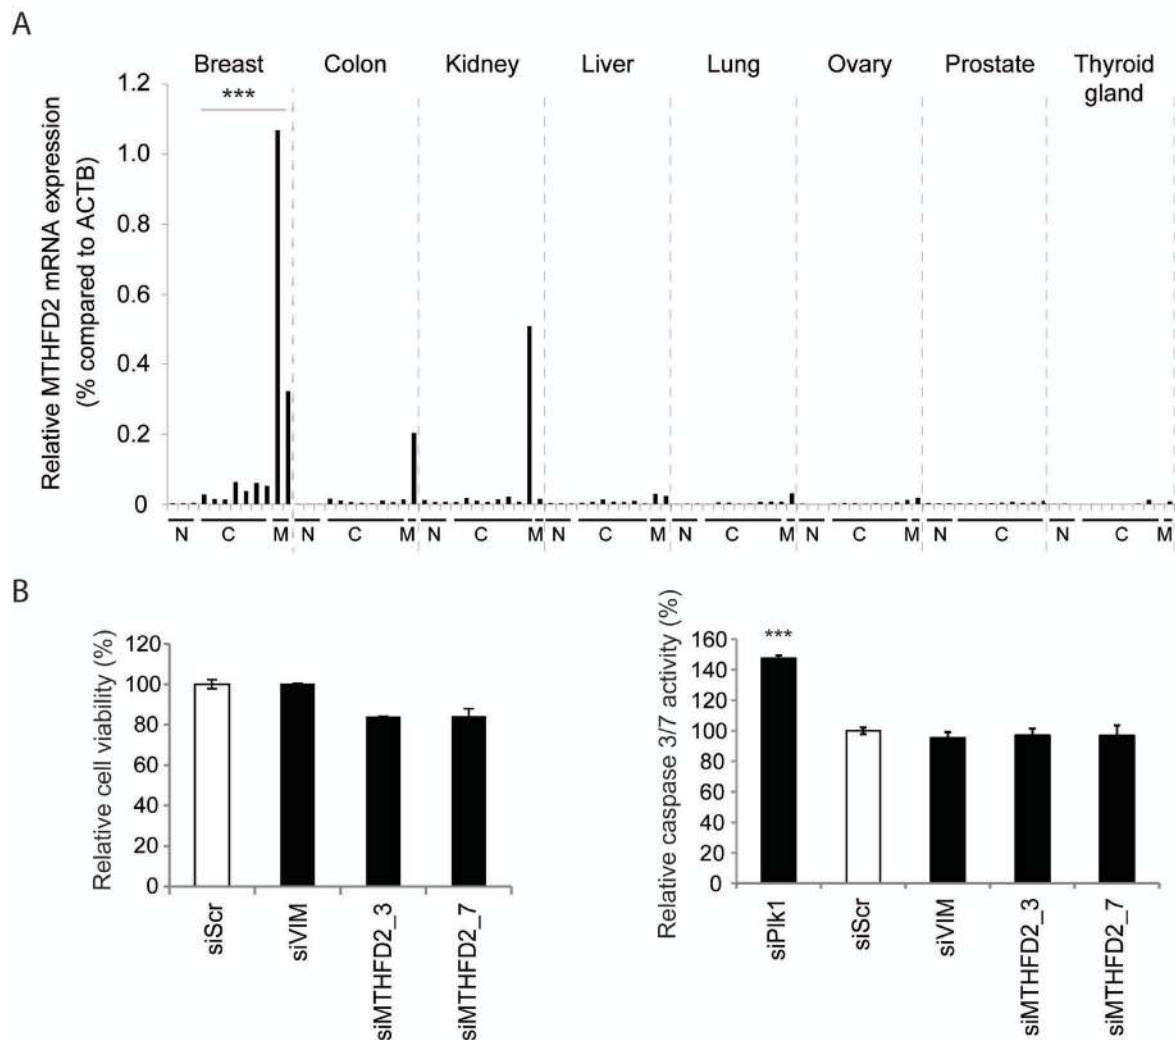 A
Breast Colon Kidney Liver Lung Ovary Prostate Thyroid gland
***
Relative MTHFD2 mRNA expression
(% compared to ACTB)
1.2
1.0
0.8
0.6
0.4
0.2
0
N C M N C M N C M N C M N C M N C M N C N C M
B
Relative cell viability (%)
120
100
80
60
40
20
0
siScr
siVIM
siMTHFD2_3
siMTHFD2_7
Relative caspase 3/7 activity (%)
160
140
120
100
80
60
40
20
0
***
siPlk1
siScr
siVIM
siMTHFD2_3
siMTHFD2_7